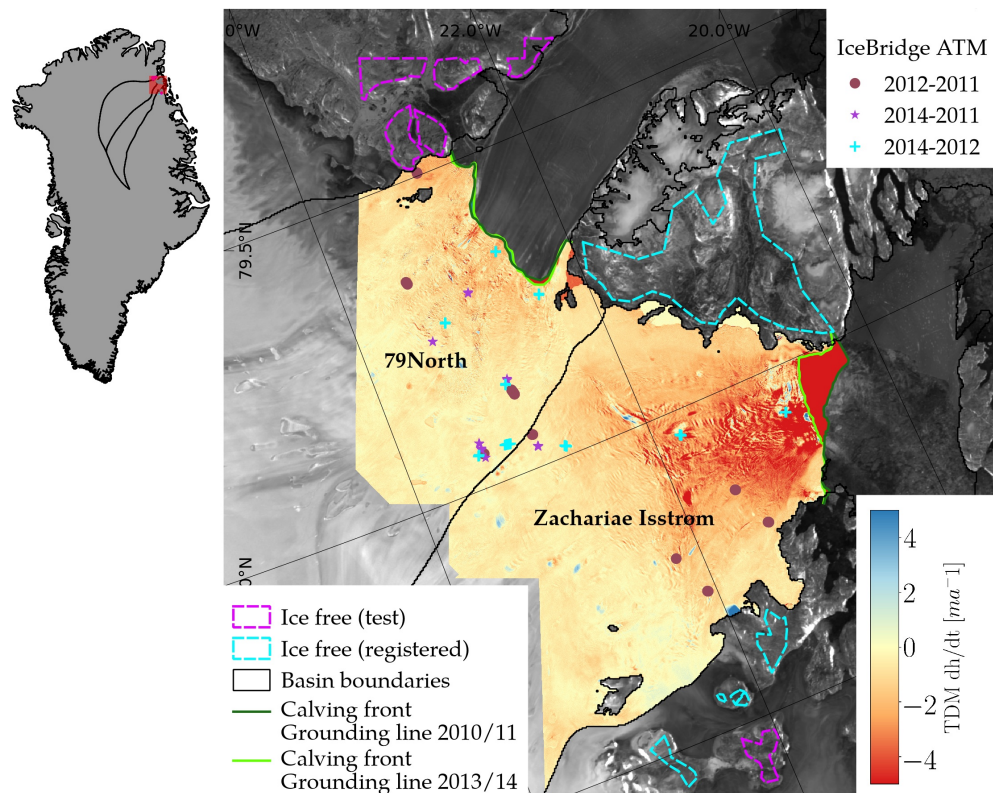 0°W
22.0°W
20.0°W
IceBridge ATM
2012-2011
2014-2011
2014-2012
79.5°N
79North
Zachariae Isstrøm
0°N
Ice free (test)
Ice free (registered)
Basin boundaries
Calving front
Grounding line 2010/11
Calving front
Grounding line 2013/14
4
2
0
−2
−4
TDM dh/dt [ma⁻¹]